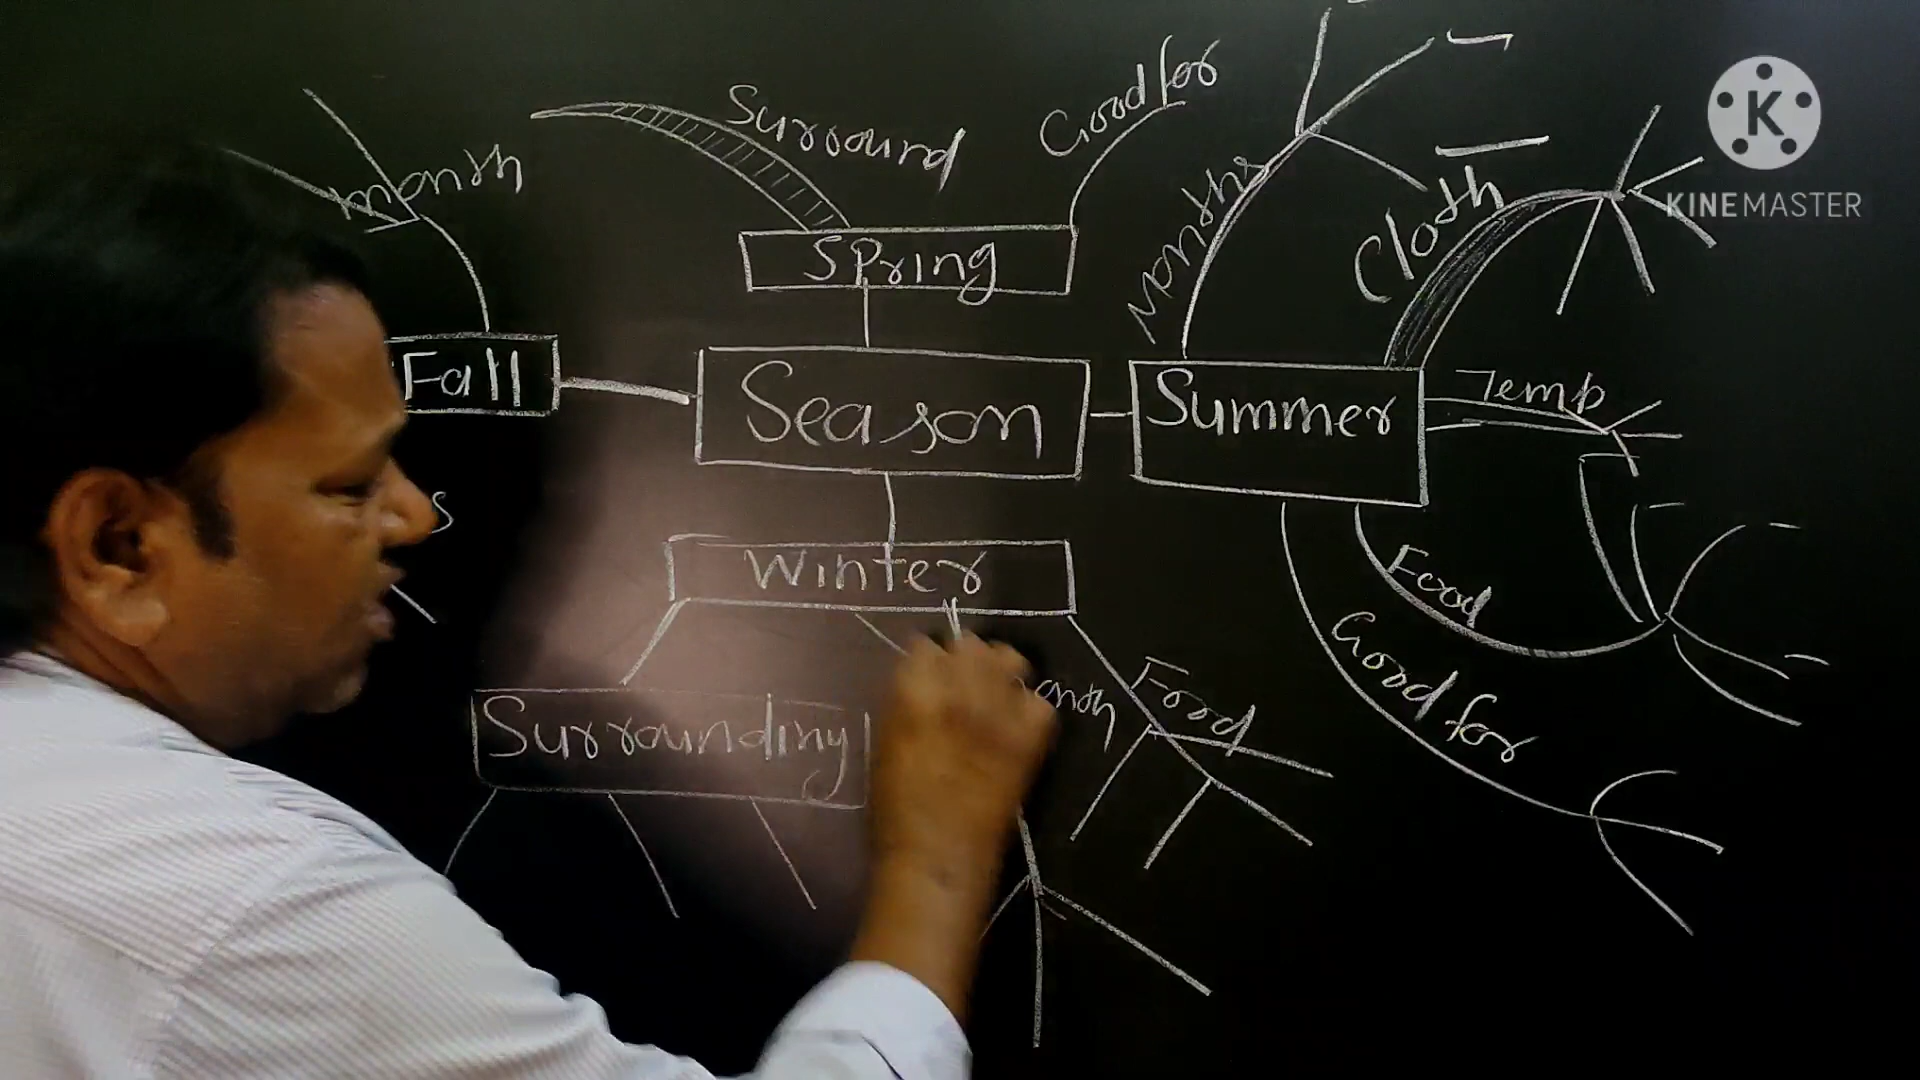 Surround
Good for
month
Months
Cloth
K
KINEMASTER
Spring
Fall
Season
Summer
Temp
s
Winter
Food
Good for
Food
Surrounding